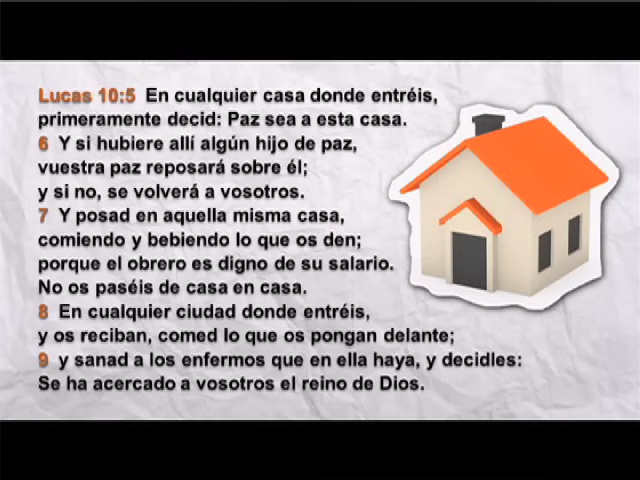 Lucas 10:5 En cualquier casa donde entréis,
primeramente decid: Paz sea a esta casa.
6 Y si hubiere allí algún hijo de paz,
vuestra paz reposará sobre él;
y si no, se volverá a vosotros.
7 Y posad en aquella misma casa,
comiendo y bebiendo lo que os den;
porque el obrero es digno de su salario.
No os paséis de casa en casa.
8 En cualquier ciudad donde entréis,
y os reciban, comed lo que os pongan delante;
9 y sanad a los enfermos que en ella haya, y decidles:
Se ha acercado a vosotros el reino de Dios.